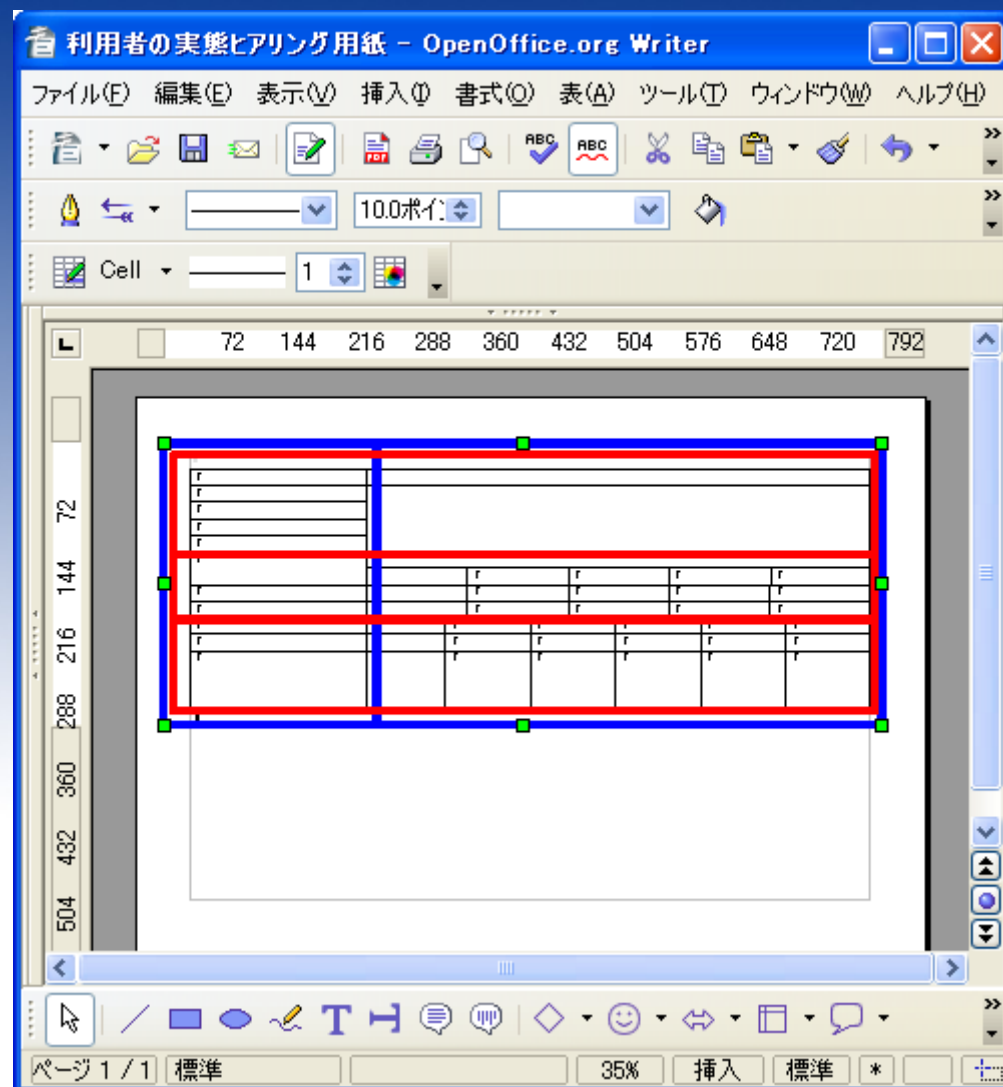 利用者の実態ヒアリング用紙 - OpenOffice.org Writer
ファイル(F) 編集(E) 表示(V) 挿入(I) 書式(O) 表(A) ツール(T) ウィンドウ(W) ヘルプ(H)
PDF ABC ABC
10.0ポイン
Cell 1
72 144 216 288 360 432 504 576 648 720 792
72
144
216
288
360
432
504
T
ページ 1 / 1 標準 35% 挿入 標準 *